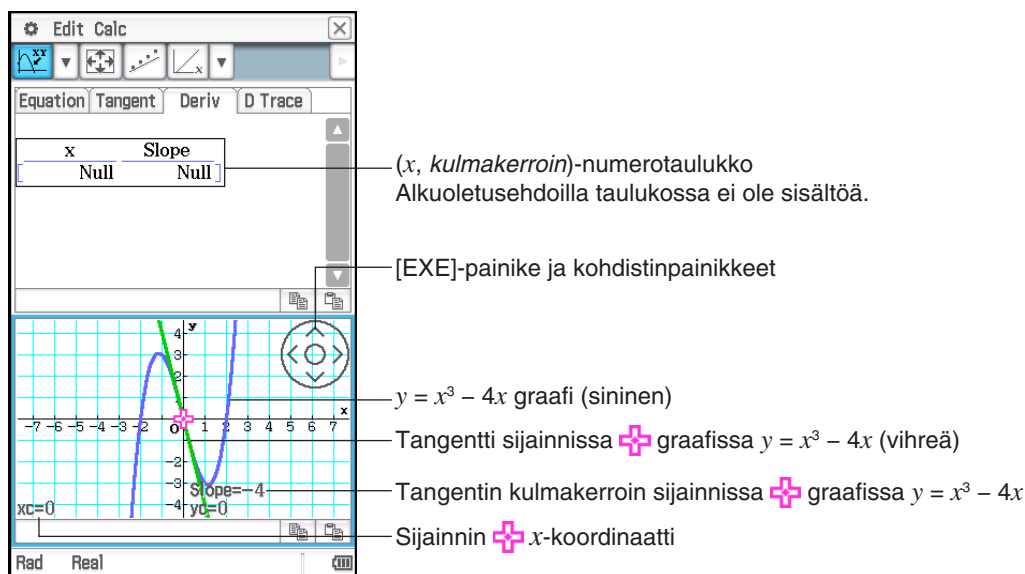 Edit Calc
Equation Tangent Deriv D Trace
x Slope
Null Null
(x, kulmakerroin)-numerotaulukko
Alkuoletusehdoilla taulukossa ei ole sisältöä.
[EXE]-painike ja kohdistinpainikkeet
y
4
3
2
1
x
-7 -6 -5 -4 -3 -2 0 1 2 3 4 5 6 7
-2
-3
-4
Slope=-4
xc=0 yc=0
y = x³ – 4x graafi (sininen)
Tangentti sijainnissa graafissa y = x³ – 4x (vihreä)
Tangentin kulmakerroin sijainnissa graafissa y = x³ – 4x
Sijainnin x-koordinaatti
Rad Real